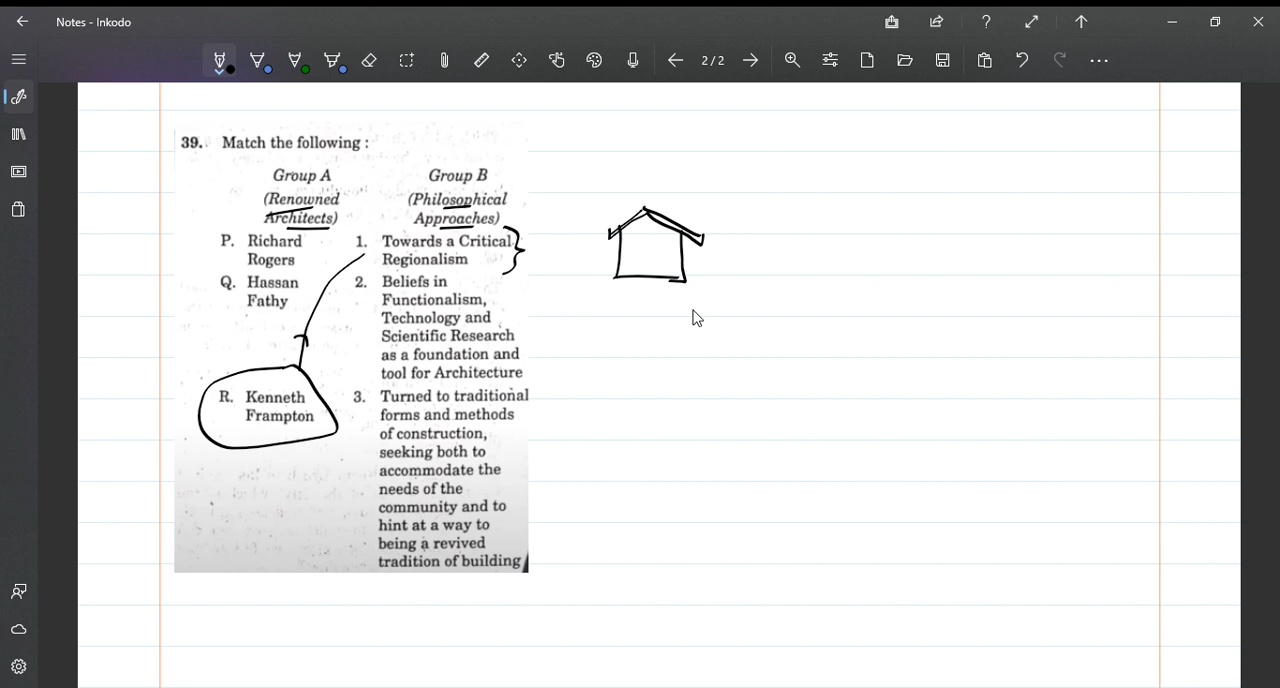 Notes - Inkodo
2 / 2
39. Match the following :
Group A Group B
(Renowned (Philosophical
Architects) Approaches)
P. Richard 1. Towards a Critical
Rogers Regionalism
Q. Hassan 2. Beliefs in
Fathy Functionalism,
Technology and
Scientific Research
as a foundation and
tool for Architecture
R. Kenneth 3. Turned to traditional
Frampton forms and methods
of construction,
seeking both to
accommodate the
needs of the
community and to
hint at a way to
being a revived
tradition of building